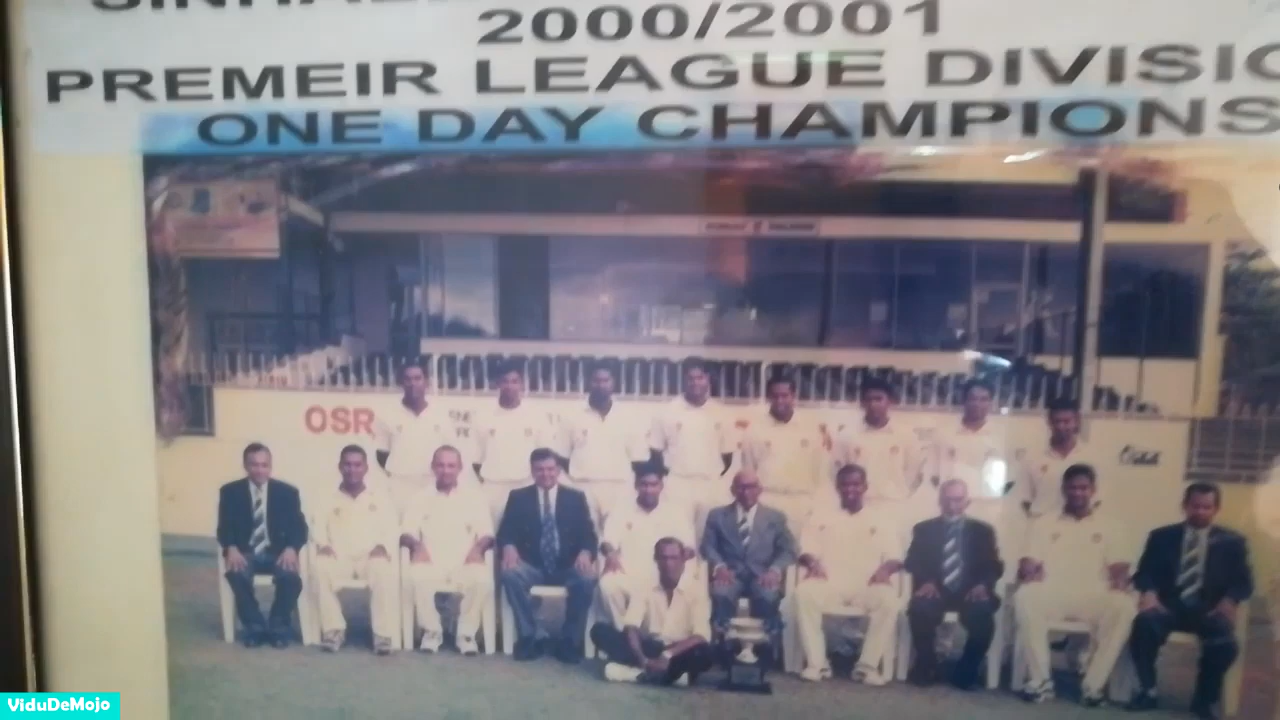 2000/2001
PREMEIR LEAGUE DIVISIO
ONE DAY CHAMPIONS
OSR
ViduDeMojo